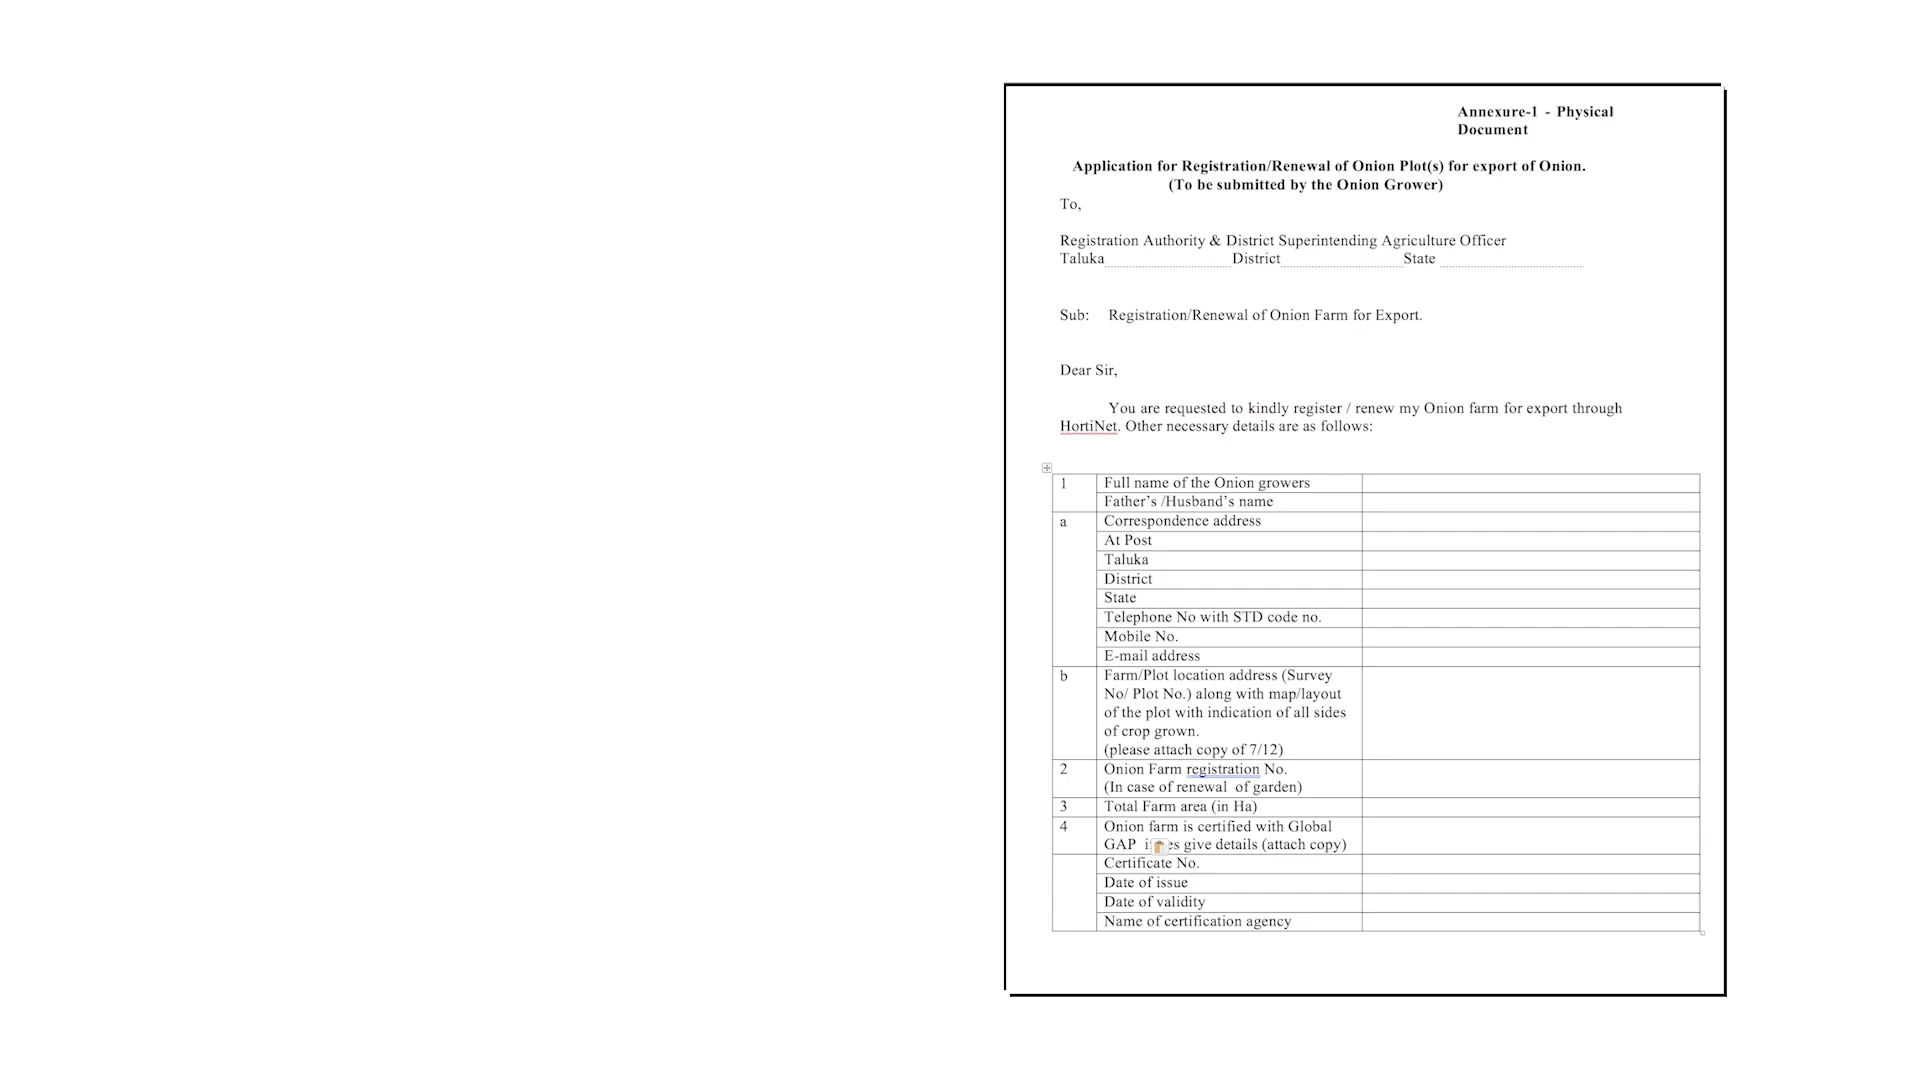 Annexure-1 - Physical
Document
Application for Registration/Renewal of Onion Plot(s) for export of Onion.
(To be submitted by the Onion Grower)
To,
Registration Authority & District Superintending Agriculture Officer
Taluka District State
Sub: Registration/Renewal of Onion Farm for Export.
Dear Sir,
You are requested to kindly register / renew my Onion farm for export through
HortiNet. Other necessary details are as follows:
1 Full name of the Onion growers
Father’s /Husband’s name
a Correspondence address
At Post
Taluka
District
State
Telephone No with STD code no.
Mobile No.
E-mail address
b Farm/Plot location address (Survey
No/ Plot No.) along with map/layout
of the plot with indication of all sides
of crop grown.
(please attach copy of 7/12)
2 Onion Farm registration No.
(In case of renewal of garden)
3 Total Farm area (in Ha)
4 Onion farm is certified with Global
GAP give details (attach copy)
Certificate No.
Date of issue
Date of validity
Name of certification agency